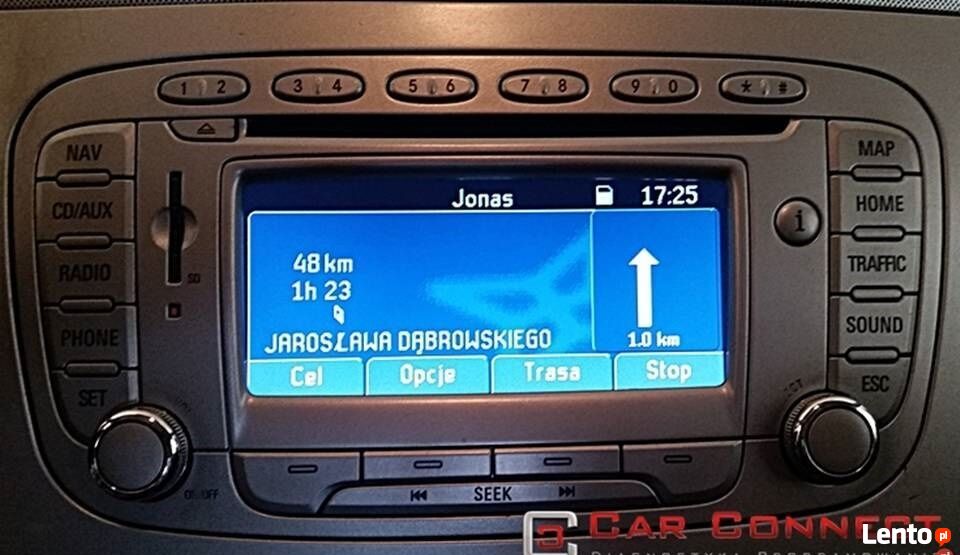 1 2 3 4 5 6 7 8 9 0 * #
NAV
CD/AUX
RADIO
PHONE
SET
SD
Jonas 17:25
48 km
1h 23
JAROSŁAWA DĄBROWSKIEGO
1.0 km
Cel Opcje Trasa Stop
MAP
HOME
TRAFFIC
SOUND
ESC
i
ON/OFF
SEEK
CAR CONNECT
Lento.pl